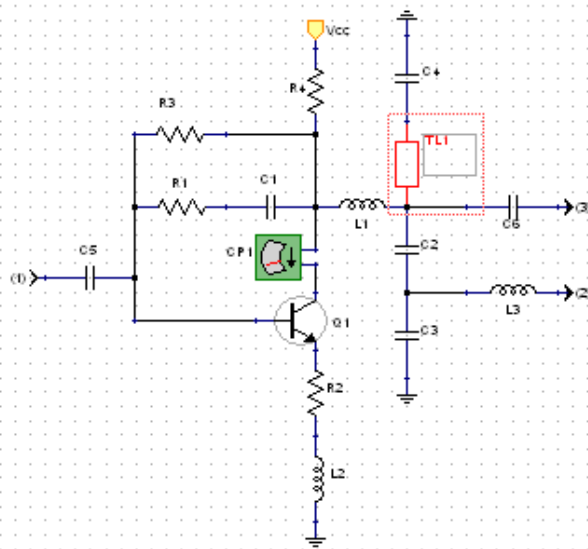 Vcc
C4
R4
R3
TL1
R1
C1
L1
C6
(3)
C5
CP1
C2
(1)
(2)
L3
Q1
C3
R2
L2